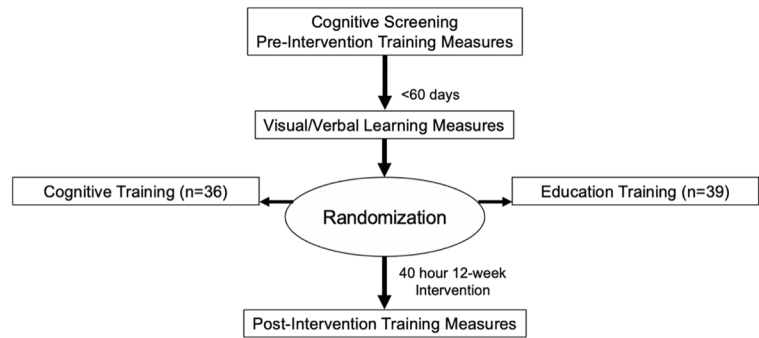 Cognitive Screening
Pre-Intervention Training Measures
<60 days
Visual/Verbal Learning Measures
Cognitive Training (n=36)
Randomization
Education Training (n=39)
40 hour 12-week
Intervention
Post-Intervention Training Measures